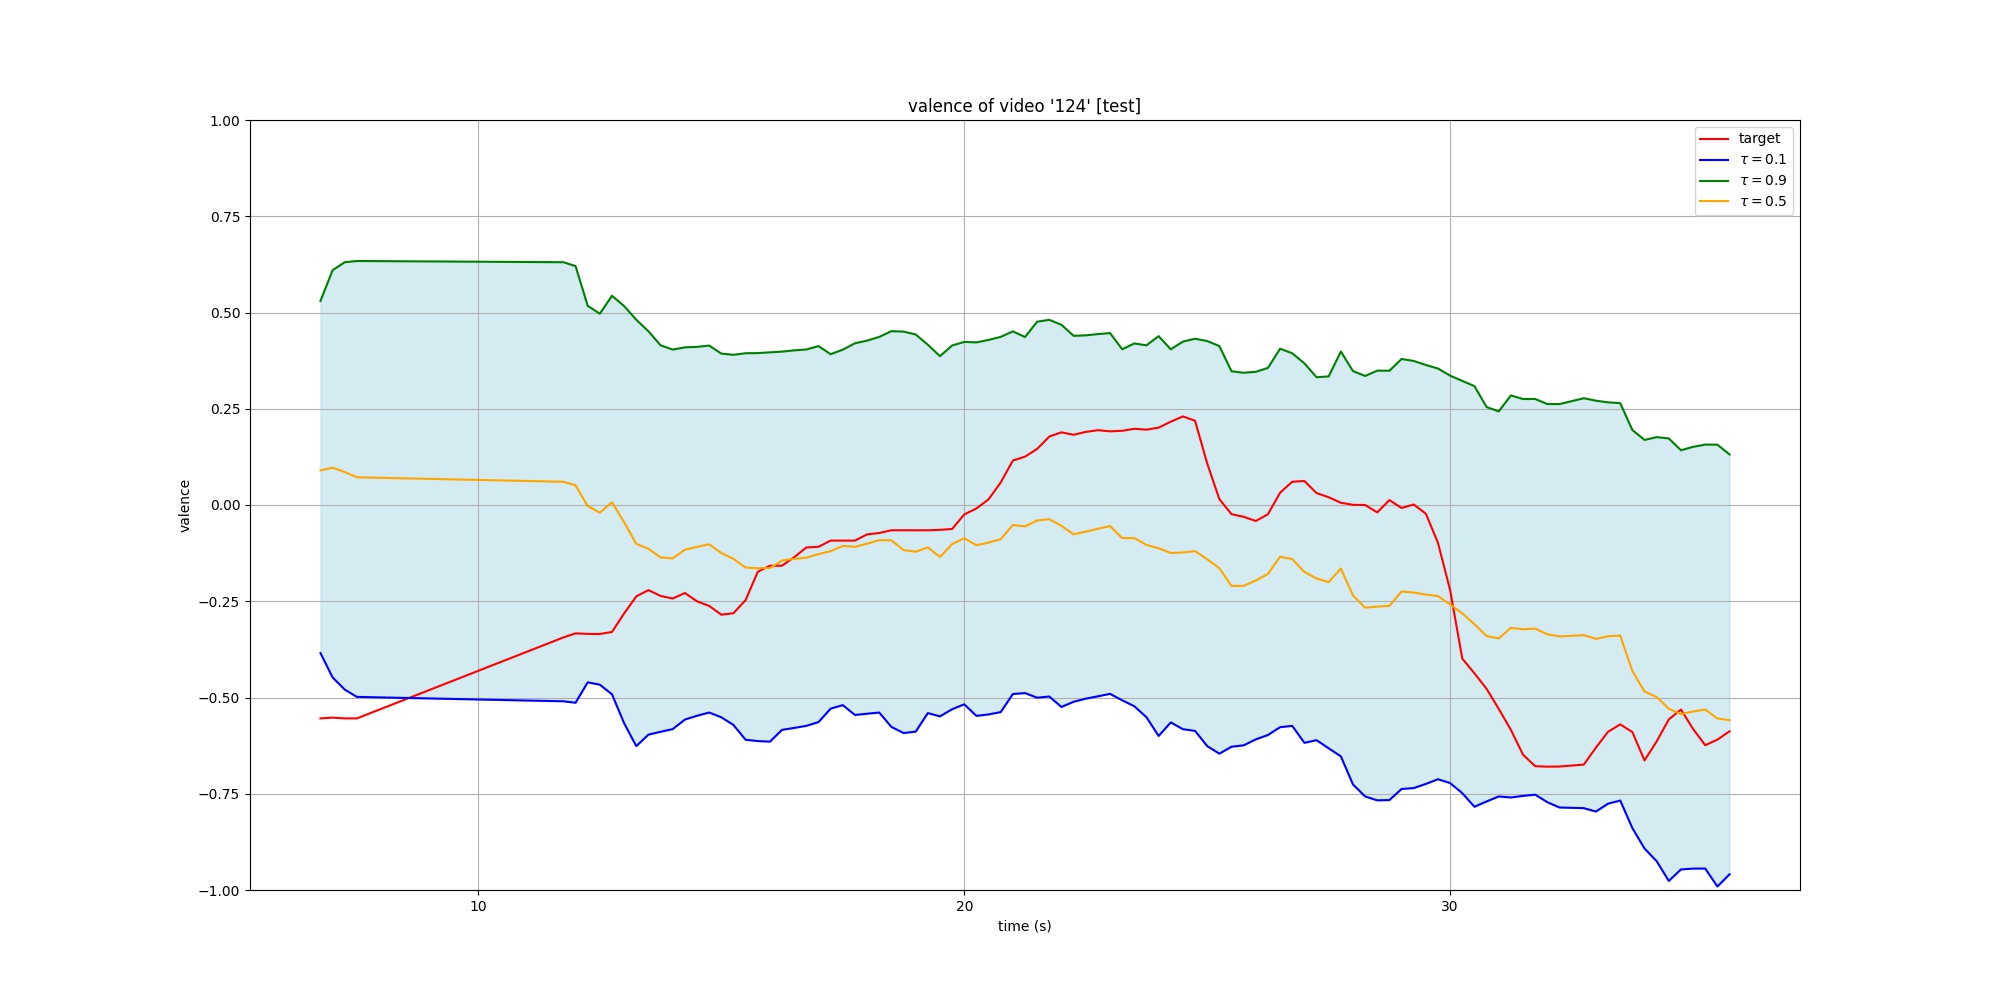 valence of video '124' [test]
target
τ = 0.1
τ = 0.9
τ = 0.5
1.00
0.75
0.50
0.25
0.00
−0.25
−0.50
−0.75
−1.00
valence
10 20 30
time (s)